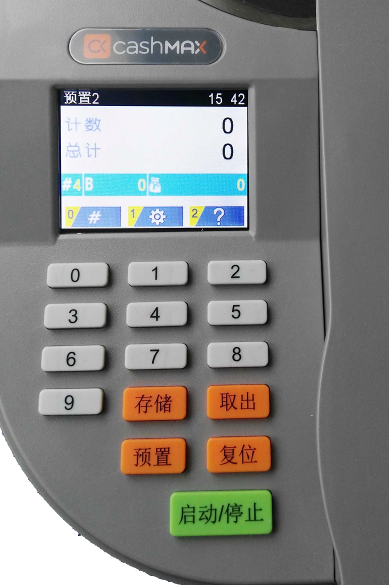 cashMAX
预置2 15 42
计数 0
总计 0
#4 B 0 0
0 # 1 2 ?
0 1 2
3 4 5
6 7 8
9 存储 取出
预置 复位
启动/停止